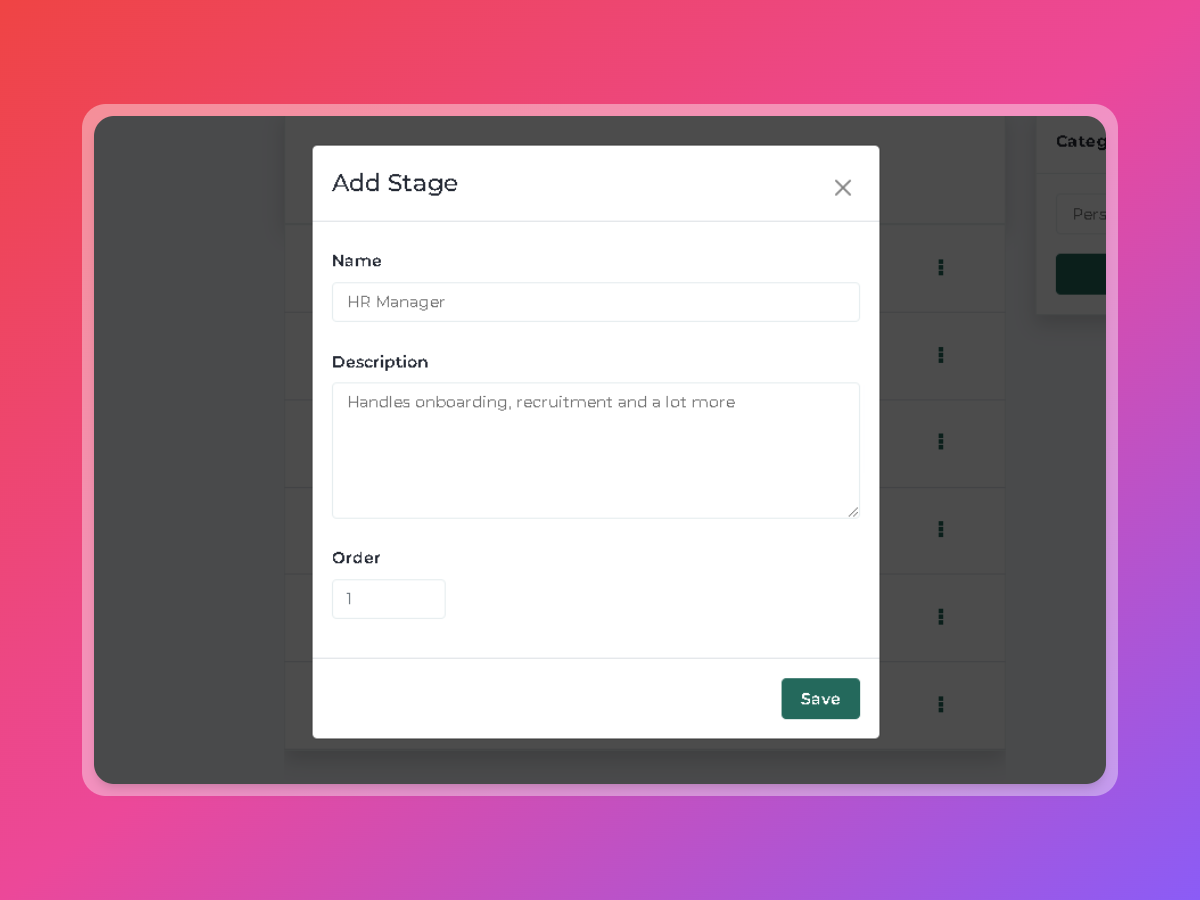 Add Stage
Name
HR Manager
Description
Handles onboarding, recruitment and a lot more
Order
1
Save
Categ
Pers